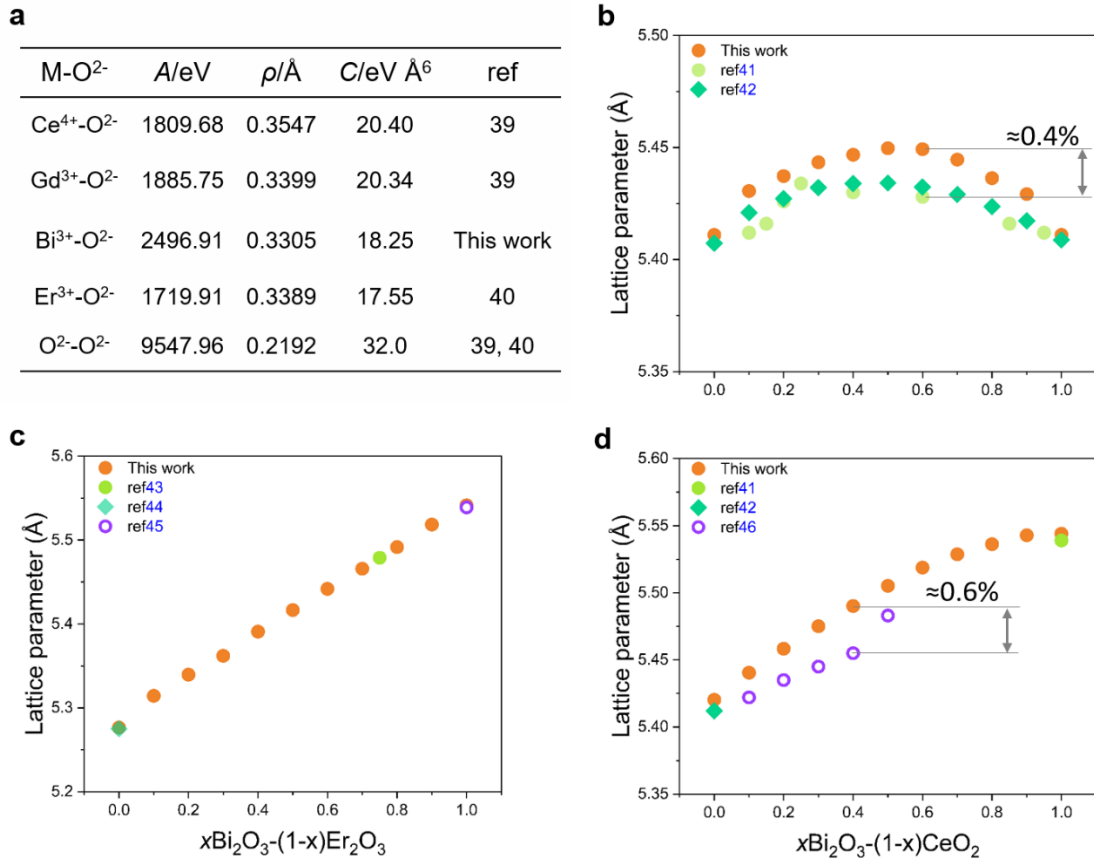 a
M-O²⁻ A/eV ρ/Å C/eV Å⁶ ref
Ce⁴⁺-O²⁻ 1809.68 0.3547 20.40 39
Gd³⁺-O²⁻ 1885.75 0.3399 20.34 39
Bi³⁺-O²⁻ 2496.91 0.3305 18.25 This work
Er³⁺-O²⁻ 1719.91 0.3389 17.55 40
O²⁻-O²⁻ 9547.96 0.2192 32.0 39, 40
b
This work
ref41
ref42
≈0.4%
Lattice parameter (Å)
5.50
5.45
5.40
5.35
0.0 0.2 0.4 0.6 0.8 1.0
c
This work
ref43
ref44
ref45
Lattice parameter (Å)
5.6
5.5
5.4
5.3
5.2
0.0 0.2 0.4 0.6 0.8 1.0
xBi₂O₃-(1-x)Er₂O₃
d
This work
ref41
ref42
ref46
≈0.6%
Lattice parameter (Å)
5.60
5.55
5.50
5.45
5.40
5.35
0.0 0.2 0.4 0.6 0.8 1.0
xBi₂O₃-(1-x)CeO₂